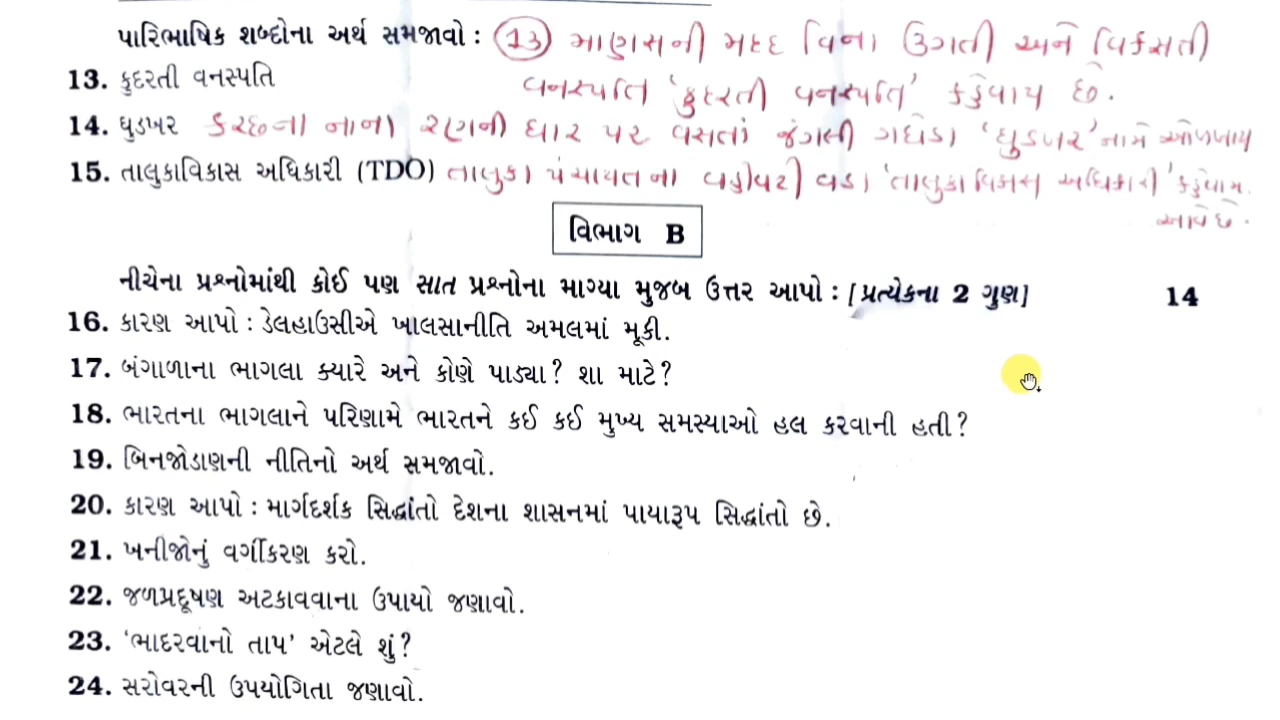 પારિભાષિક શબ્દોના અર્થ સમજાવો : (13) માણસની મદદ વિના ઉગતી અને વિકસતી
13. કુદરતી વનસ્પતિ વનસ્પતિ 'કુદરતી વનસ્પતિ' કહેવાય છે.
14. ઘુડખર કચ્છના નાના રણની ધાર પર વસતાં જંગલી ગધેડા 'ઘુડખર' નામે ઓળખાય
15. તાલુકાવિકાસ અધિકારી (TDO) તાલુકા પંચાયતના વહીવટી વડા 'તાલુકા વિકાસ અધિકારી' કહેવામાં
આવે છે.
વિભાગ B
નીચેના પ્રશ્નોમાંથી કોઈ પણ સાત પ્રશ્નોના માગ્યા મુજબ ઉત્તર આપો : [પ્રત્યેકના 2 ગુણ] 14
16. કારણ આપો : ડેલહાઉસીએ ખાલસાનીતિ અમલમાં મૂકી.
17. બંગાળાના ભાગલા ક્યારે અને કોણે પાડ્યા? શા માટે?
18. ભારતના ભાગલાને પરિણામે ભારતને કઈ કઈ મુખ્ય સમસ્યાઓ હલ કરવાની હતી?
19. બિનજોડાણની નીતિનો અર્થ સમજાવો.
20. કારણ આપો : માર્ગદર્શક સિદ્ધાંતો દેશના શાસનમાં પાયારૂપ સિદ્ધાંતો છે.
21. ખનીજોનું વર્ગીકરણ કરો.
22. જળપ્રદૂષણ અટકાવવાના ઉપાયો જણાવો.
23. 'ભાદરવાનો તાપ' એટલે શું?
24. સરોવરની ઉપયોગિતા જણાવો.